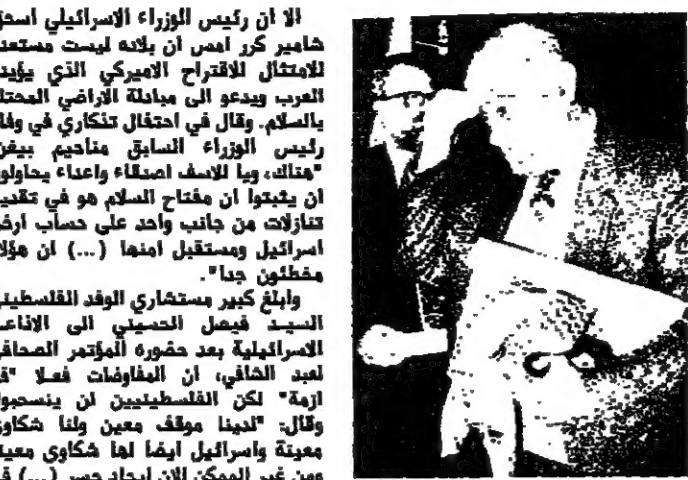 الا ان رئيس الوزراء الاسرائيلي اسحق
شامير كرر امس ان بلاده ليست مستعدة
للامتثال للاقتراح الاميركي الذي يؤيده
العرب ويدعو الى مبادلة الاراضي المحتلة
بالسلام. وقال في احتفال تذكاري في وفاة
رئيس الوزراء السابق مناحيم بيغن
"هناك، ويا للاسف اصدقاء واعداء يحاولون
ان يثبتوا ان مفتاح السلام هو في تقديم
تنازلات من جانب واحد على حساب ارض
اسرائيل ومستقبل امنها (...) ان هؤلاء
مخطئون جدا".
وابلغ كبير مستشاري الوفد الفلسطيني
السيد فيصل الحسيني الى الاذاعة
الاسرائيلية بعد حضوره المؤتمر الصحافي
لعبد الشافي، ان المفاوضات فعلا "في
ازمة" لكن الفلسطينيين لن ينسحبوا
وقال: "لدينا موقف معين ولنا شكاوى
معينة واسرائيل ايضا لها شكاوى معينة
ومن غير الممكن الان ايجاد جسر (...) في